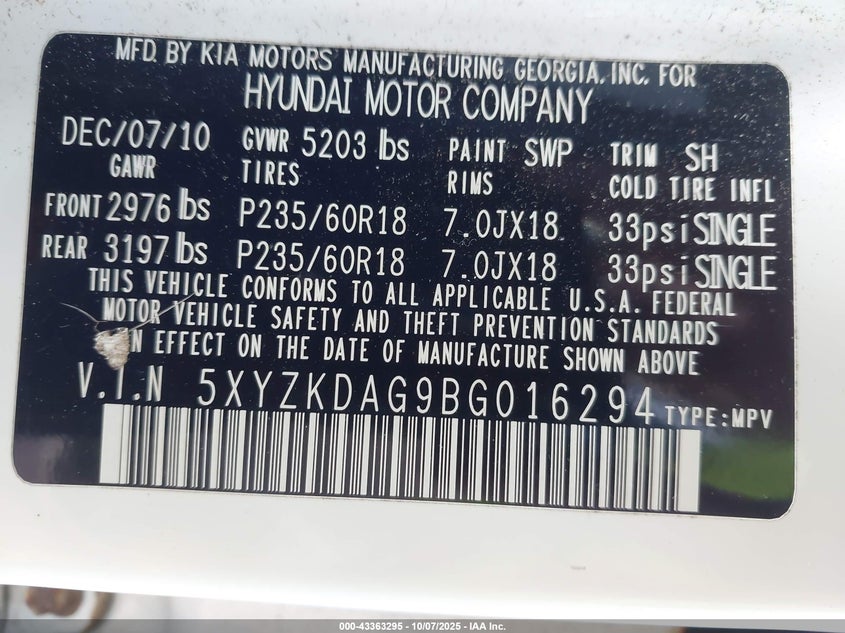 MFD. BY KIA MOTORS MANUFACTURING GEORGIA, INC. FOR
HYUNDAI MOTOR COMPANY
DEC/07/10 GVWR 5203 lbs PAINT SWP TRIM SH
GAWR TIRES RIMS COLD TIRE INFL
FRONT 2976 lbs P235/60R18 7.0JX18 33psi SINGLE
REAR 3197 lbs P235/60R18 7.0JX18 33psi SINGLE
THIS VEHICLE CONFORMS TO ALL APPLICABLE U.S.A. FEDERAL
MOTOR VEHICLE SAFETY AND THEFT PREVENTION STANDARDS
IN EFFECT ON THE DATE OF MANUFACTURE SHOWN ABOVE
V.I.N 5XYZKDAG9BG016294 TYPE:MPV
000-43363295 - 10/07/2025 - IAA Inc.